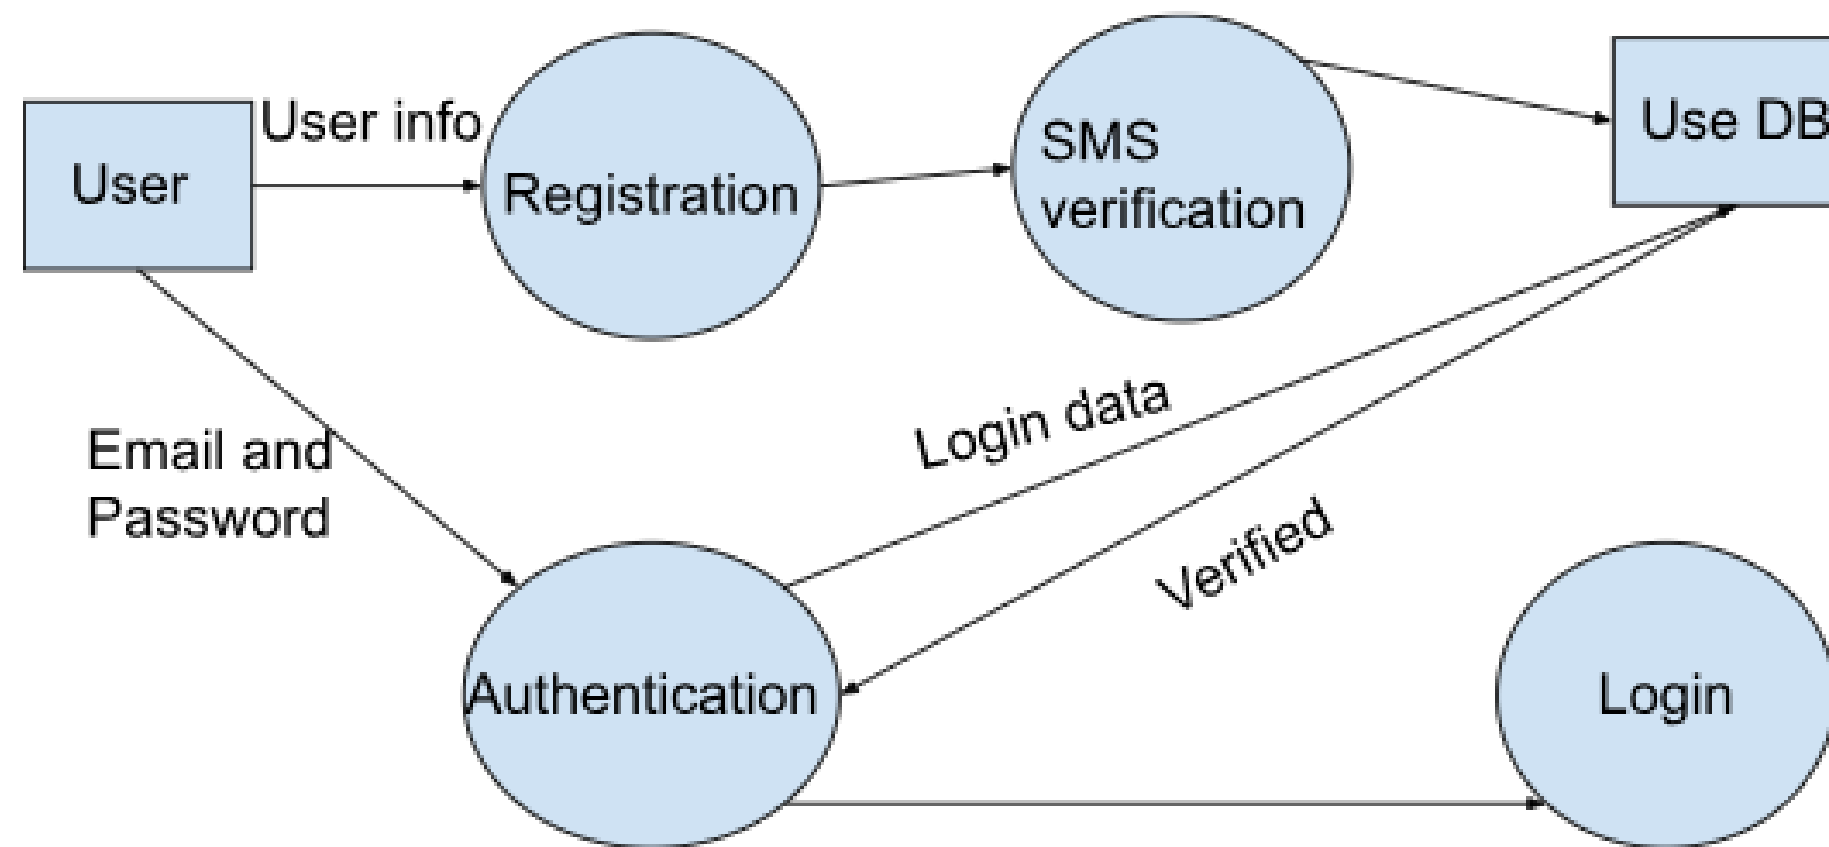 User
User info
Registration
SMS
verification
Use DB
Email and
Password
Login data
Verified
Authentication
Login